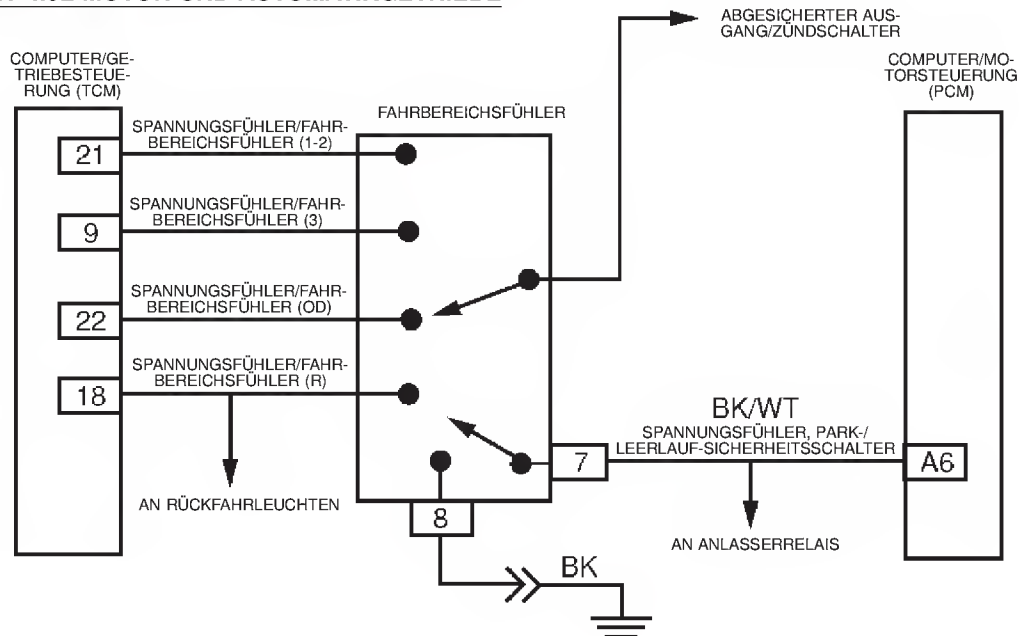 ABGESICHERTER AUS-
GANG/ZÜNDSCHALTER
COMPUTER/GE-
TRIEBESTEUE-
RUNG (TCM)
COMPUTER/MO-
TORSTEUERUNG
(PCM)
FAHRBEREICHSFÜHLER
SPANNUNGSFÜHLER/FAHR-
BEREICHSFÜHLER (1-2)
21
SPANNUNGSFÜHLER/FAHR-
BEREICHSFÜHLER (3)
9
SPANNUNGSFÜHLER/FAHR-
BEREICHSFÜHLER (OD)
22
SPANNUNGSFÜHLER/FAHR-
BEREICHSFÜHLER (R)
18
AN RÜCKFAHRLEUCHTEN
BK/WT
SPANNUNGSFÜHLER, PARK-/
LEERLAUF-SICHERHEITSSCHALTER
7
A6
AN ANLASSERRELAIS
8
BK